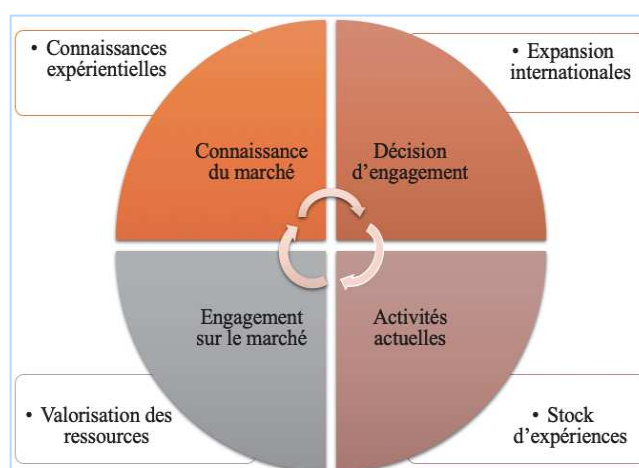 • Connaissances
expérientielles
• Expansion
internationales
Connaissance
du marché
Décision
d'engagement
Engagement
sur le marché
Activités
actuelles
• Valorisation des
ressources
• Stock
d'expériences